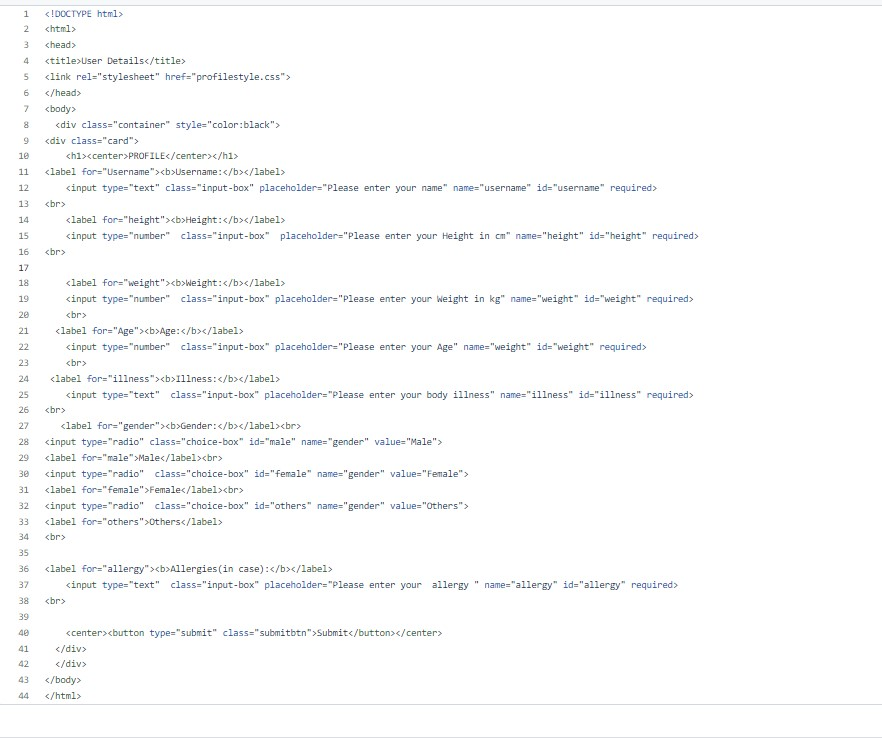 1 <!DOCTYPE html>
2 <html>
3 <head>
4 <title>User Details</title>
5 <link rel="stylesheet" href="profilestyle.css">
6 </head>
7 <body>
8 <div class="container" style="color:black">
9 <div class="card">
10 <h1><center>PROFILE</center></h1>
11 <label for="Username"><b>Username:</b></label>
12 <input type="text" class="input-box" placeholder="Please enter your name" name="username" id="username" required>
13 <br>
14 <label for="height"><b>Height:</b></label>
15 <input type="number"  class="input-box"  placeholder="Please enter your Height in cm" name="height" id="height" required>
16 <br>
17
18 <label for="weight"><b>Weight:</b></label>
19 <input type="number"  class="input-box" placeholder="Please enter your Weight in kg" name="weight" id="weight" required>
20 <br>
21 <label for="Age"><b>Age:</b></label>
22 <input type="number"  class="input-box" placeholder="Please enter your Age" name="weight" id="weight" required>
23 <br>
24 <label for="illness"><b>Illness:</b></label>
25 <input type="text"  class="input-box" placeholder="Please enter your body illness" name="illness" id="illness" required>
26 <br>
27 <label for="gender"><b>Gender:</b></label><br>
28 <input type="radio" class="choice-box" id="male" name="gender" value="Male">
29 <label for="male">Male</label><br>
30 <input type="radio"  class="choice-box" id="female" name="gender" value="Female">
31 <label for="female">Female</label><br>
32 <input type="radio"  class="choice-box" id="others" name="gender" value="Others">
33 <label for="others">Others</label>
34 <br>
35
36 <label for="allergy"><b>Allergies(in case):</b></label>
37 <input type="text"  class="input-box" placeholder="Please enter your  allergy " name="allergy" id="allergy" required>
38 <br>
39
40 <center><button type="submit" class="submitbtn">Submit</button></center>
41 </div>
42 </div>
43 </body>
44 </html>